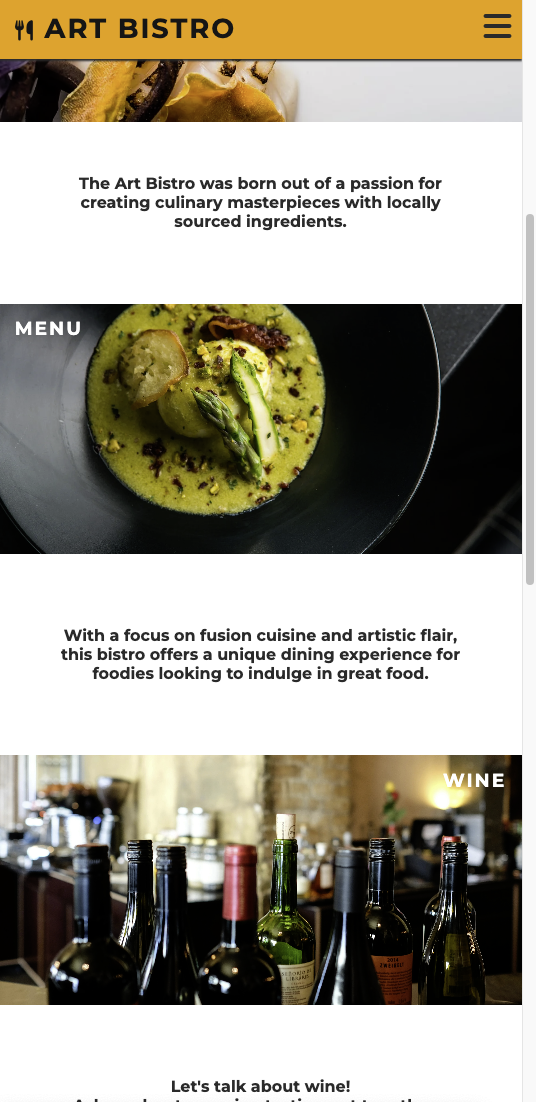 ART BISTRO
The Art Bistro was born out of a passion for
creating culinary masterpieces with locally
sourced ingredients.
MENU
With a focus on fusion cuisine and artistic flair,
this bistro offers a unique dining experience for
foodies looking to indulge in great food.
WINE
2014
ZWEIGELT
Let's talk about wine!